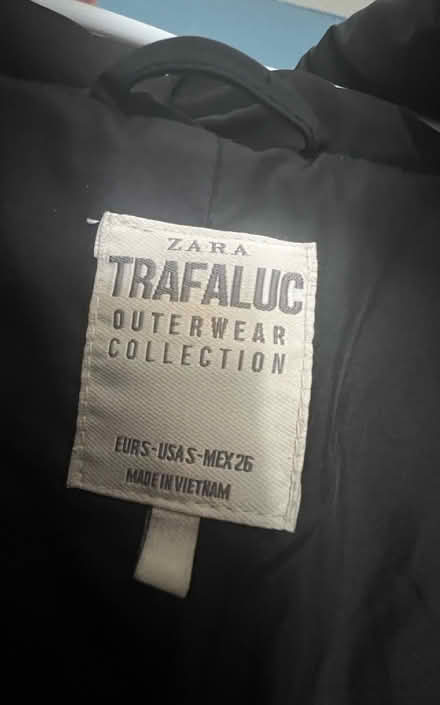 ZARA
TRAFALUC
OUTERWEAR
COLLECTION
EUR S - USA S - MEX 26
MADE IN VIETNAM